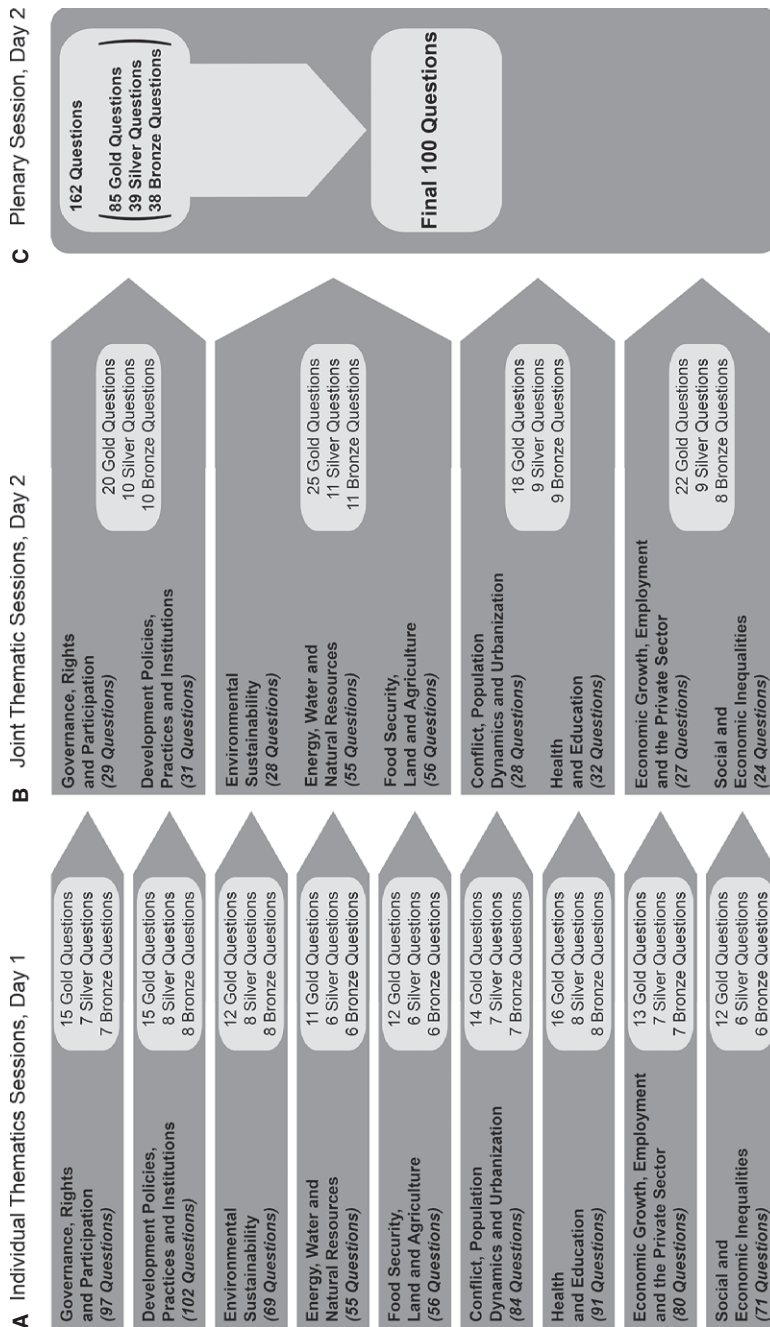 A Individual Thematics Sessions, Day 1
Governance, Rights
and Participation
(97 Questions)
15 Gold Questions
7 Silver Questions
7 Bronze Questions
Development Policies,
Practices and Institutions
(102 Questions)
15 Gold Questions
8 Silver Questions
8 Bronze Questions
Environmental
Sustainability
(69 Questions)
12 Gold Questions
8 Silver Questions
8 Bronze Questions
Energy, Water and
Natural Resources
(55 Questions)
11 Gold Questions
6 Silver Questions
6 Bronze Questions
Food Security,
Land and Agriculture
(56 Questions)
12 Gold Questions
6 Silver Questions
6 Bronze Questions
Conflict, Population
Dynamics and Urbanization
(84 Questions)
14 Gold Questions
7 Silver Questions
7 Bronze Questions
Health
and Education
(91 Questions)
16 Gold Questions
8 Silver Questions
8 Bronze Questions
Economic Growth, Employment
and the Private Sector
(80 Questions)
13 Gold Questions
7 Silver Questions
7 Bronze Questions
Social and
Economic Inequalities
(71 Questions)
12 Gold Questions
6 Silver Questions
6 Bronze Questions
B Joint Thematic Sessions, Day 2
Governance, Rights
and Participation
(29 Questions)
Development Policies,
Practices and Institutions
(31 Questions)
20 Gold Questions
10 Silver Questions
10 Bronze Questions
Environmental
Sustainability
(28 Questions)
Energy, Water and
Natural Resources
(55 Questions)
Food Security,
Land and Agriculture
(56 Questions)
25 Gold Questions
11 Silver Questions
11 Bronze Questions
Conflict, Population
Dynamics and Urbanization
(28 Questions)
Health
and Education
(32 Questions)
18 Gold Questions
9 Silver Questions
9 Bronze Questions
Economic Growth, Employment
and the Private Sector
(27 Questions)
Social and
Economic Inequalities
(24 Questions)
22 Gold Questions
9 Silver Questions
8 Bronze Questions
C Plenary Session, Day 2
162 Questions
(85 Gold Questions
39 Silver Questions
38 Bronze Questions)
Final 100 Questions